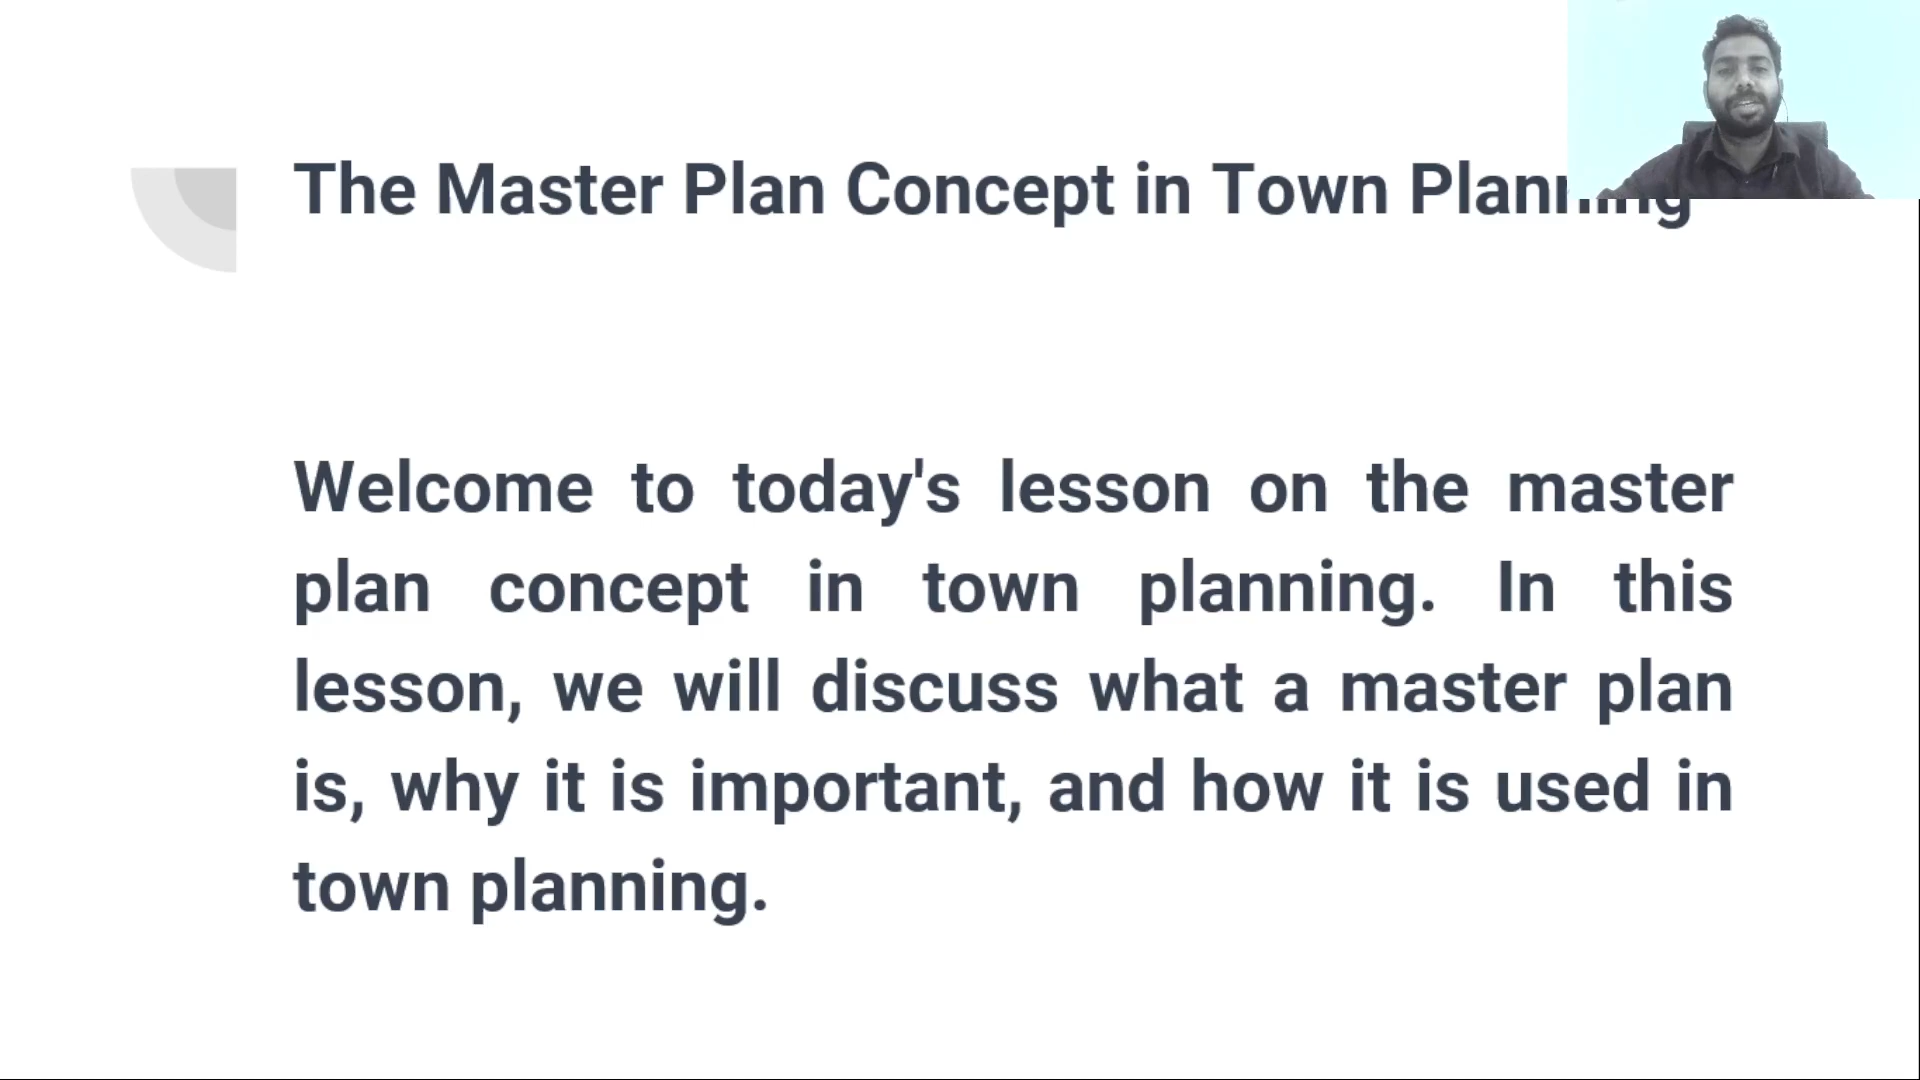 The Master Plan Concept in Town Planning
Welcome to today's lesson on the master
plan concept in town planning. In this
lesson, we will discuss what a master plan
is, why it is important, and how it is used in
town planning.